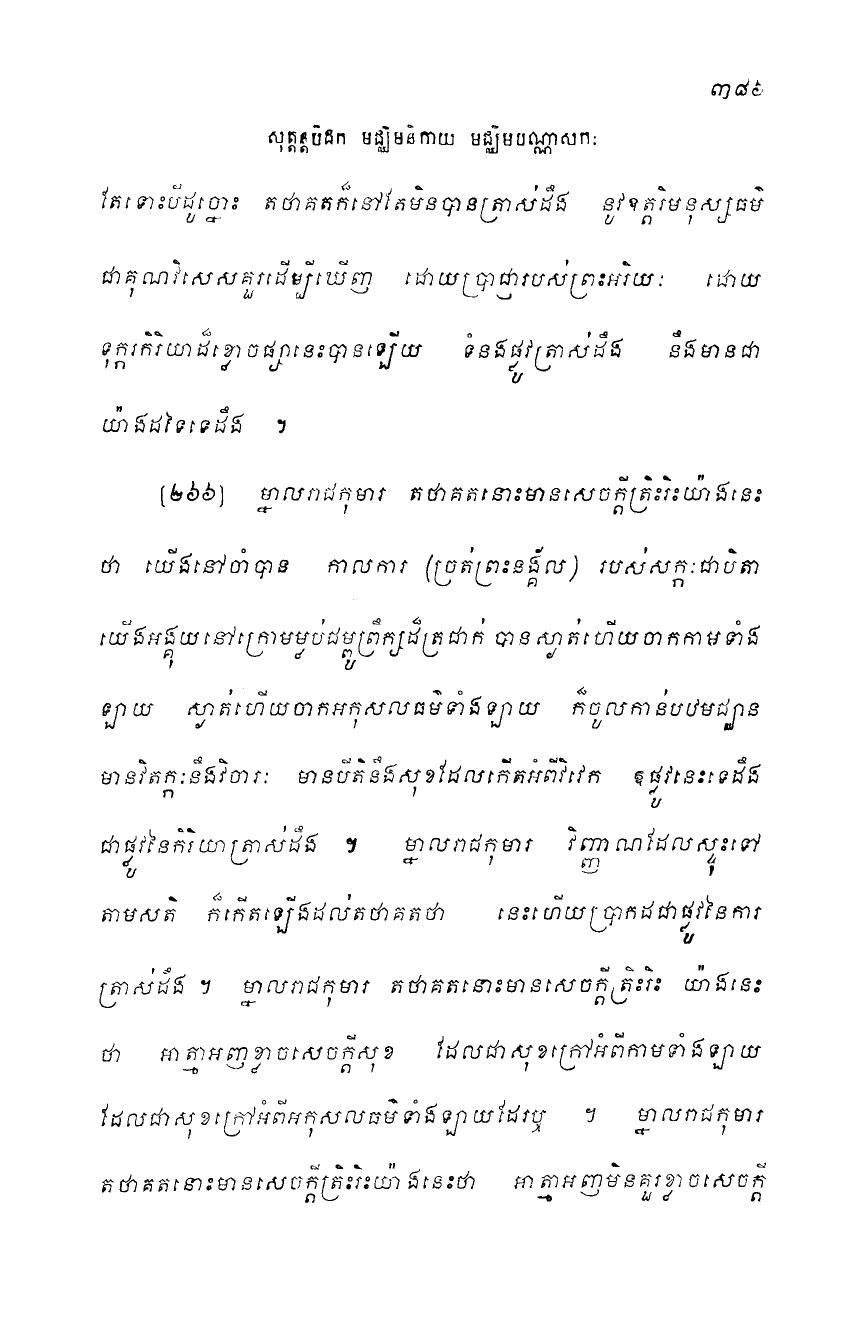 ៣៨៩
សុត្តន្តបិដក មជ្ឈិមនិកាយ មជ្ឈិមបណ្ណាសកៈ
តែទោះបីដូច្នោះ តថាគតក៏នៅតែមិនបានត្រាស់ដឹង នូវឧត្តរិមនុស្សធម៌
ជាគុណវិសេសគួរដើម្បីឃើញ ដោយប្រាជ្ញារបស់ព្រះអរិយៈ ដោយ
ទុក្ករកិរិយាដ៏ខ្លោចផ្សានេះបានឡើយ ទំនងផ្លូវត្រាស់ដឹង នឹងមានជា
យ៉ាងដទៃទេដឹង ។
[២៦៦] ម្នាលរាជកុមារ តថាគតនោះមានសេចក្តីត្រិះរិះយ៉ាងនេះ
ថា យើងនៅចាំបាន កាលការ (ច្រត់ព្រះនង្គ័ល) របស់សក្កៈជាបិតា
យើងអង្គុយនៅក្រោមម្លប់ជម្ពូព្រឹក្សដ៏ត្រជាក់ បានស្ងាត់ហើយចាកកាមទាំង
ឡាយ ស្ងាត់ហើយចាកអកុសលធម៌ទាំងឡាយ ក៏ចូលកាន់បឋមជ្ឈាន
មានវិតក្កៈនឹងវិចារៈ មានបីតិនឹងសុខដែលកើតអំពីវិវេក ឧផ្លូវនេះទេដឹង
ជាផ្លូវនៃកិរិយាត្រាស់ដឹង ។ ម្នាលរាជកុមារ វិញ្ញាណដែលស្ទុះទៅ
តាមសតិ ក៏កើតឡើងដល់តថាគតថា នេះហើយប្រាកដជាផ្លូវនៃការ
ត្រាស់ដឹង ។ ម្នាលរាជកុមារ តថាគតនោះមានសេចក្តីត្រិះរិះ យ៉ាងនេះ
ថា អាត្មាអញខ្លាចសេចក្តីសុខ ដែលជាសុខក្រៅអំពីកាមទាំងឡាយ
ដែលជាសុខក្រៅអំពីអកុសលធម៌ទាំងឡាយដែរឬ ។ ម្នាលរាជកុមារ
តថាគតនោះមានសេចក្តីត្រិះរិះយ៉ាងនេះថា អាត្មាអញមិនគួរខ្លាចសេចក្តី